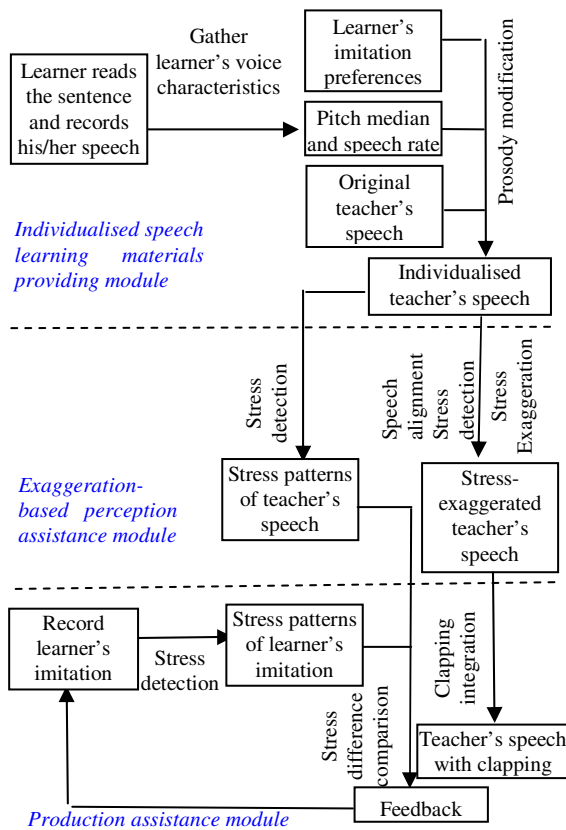 Learner reads
the sentence
and records
his/her speech
Gather
learner's voice
characteristics
Learner's
imitation
preferences
Pitch median
and speech rate
Original
teacher's
speech
Prosody modification
Individualised speech
learning materials
providing module
Individualised
teacher's speech
Stress
detection
Speech
alignment
Stress
detection
Stress
Exaggeration
Exaggeration-
based perception
assistance module
Stress patterns
of teacher's
speech
Stress-
exaggerated
teacher's
speech
Record
learner's
imitation
Stress
detection
Stress patterns
of learner's
imitation
Stress
difference
comparison
Clapping
integration
Teacher's speech
with clapping
Feedback
Production assistance module